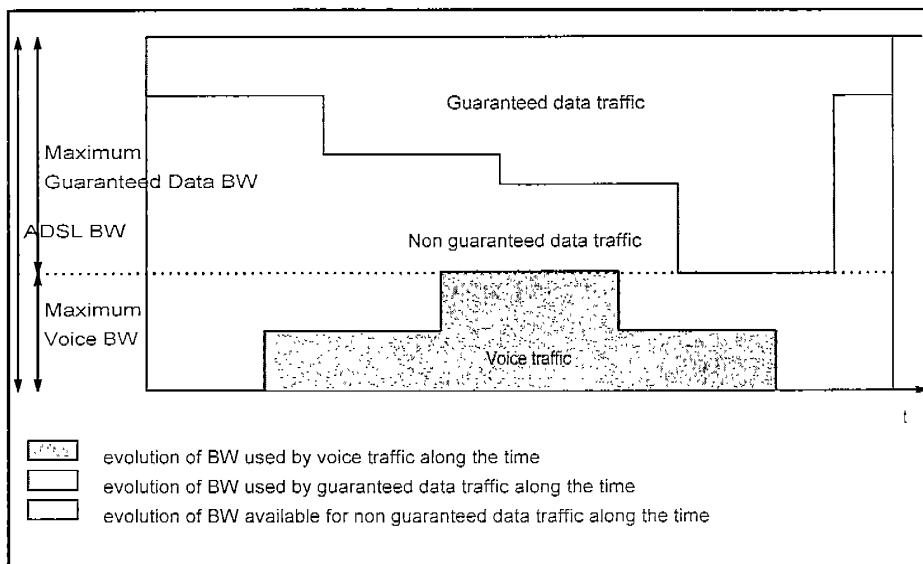 Guaranteed data traffic
Maximum
Guaranteed Data BW
ADSL BW
Non guaranteed data traffic
Maximum
Voice BW
Voice traffic
t
evolution of BW used by voice traffic along the time
evolution of BW used by guaranteed data traffic along the time
evolution of BW available for non guaranteed data traffic along the time